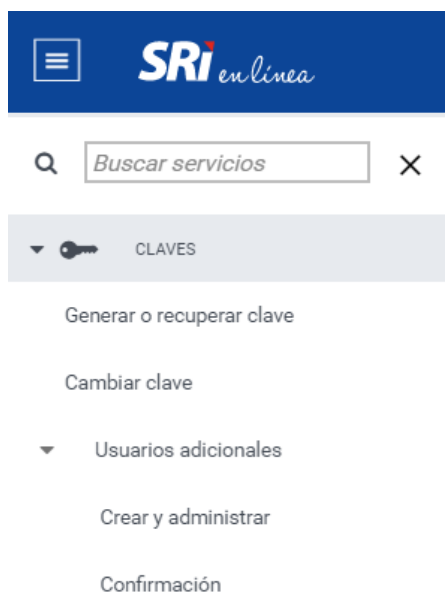 SRi en línea
Buscar servicios
CLAVES
Generar o recuperar clave
Cambiar clave
Usuarios adicionales
Crear y administrar
Confirmación